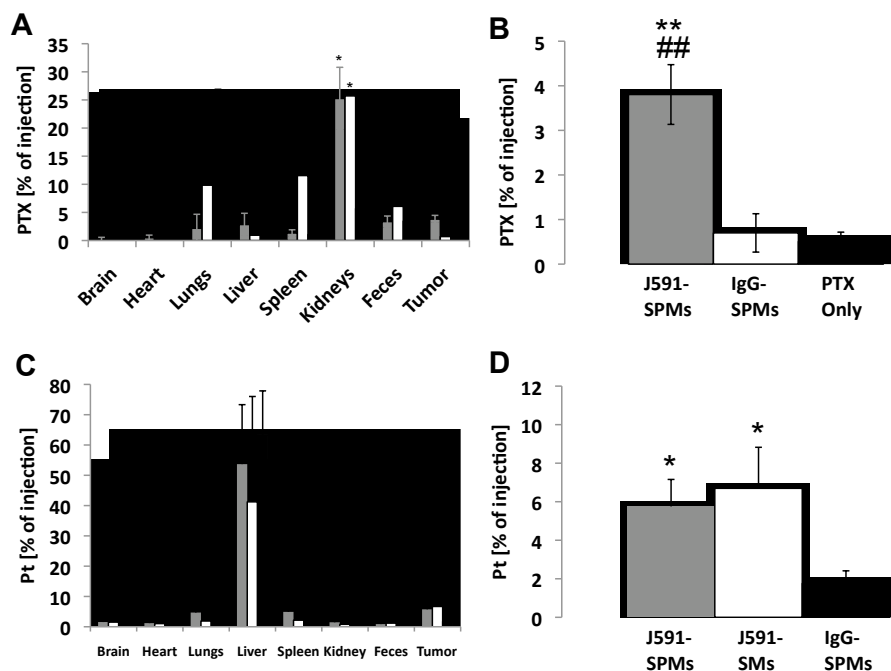 A
PTX [% of injection]
35
30
25
20
15
10
5
0
* *
Brain Heart Lungs Liver Spleen Kidneys Feces Tumor
B
PTX [% of injection]
5
4
3
2
1
0
**
##
J591- IgG- PTX
SPMs SPMs Only
C
Pt [% of injection]
80
70
60
50
40
30
20
10
0
Brain Heart Lungs Liver Spleen Kidney Feces Tumor
D
Pt [% of injection]
12
10
8
6
4
2
0
* *
J591- J591- IgG-
SPMs SMs SPMs